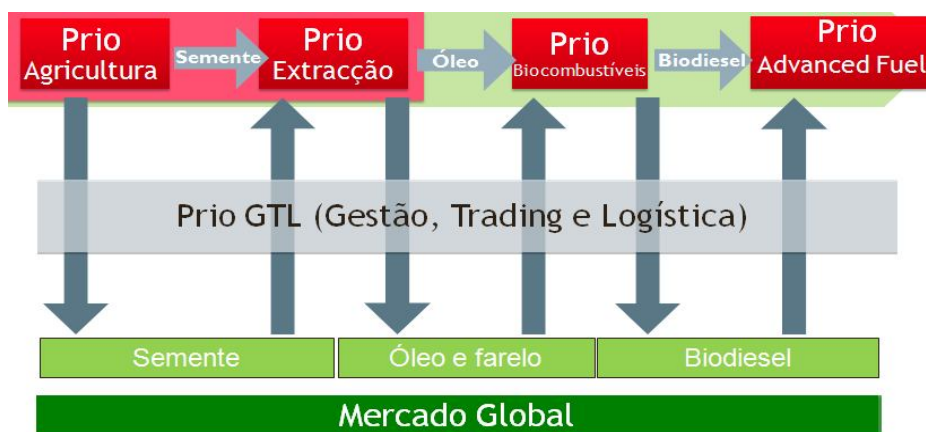 Prio
Agricultura
Semente
Prio
Extracção
Óleo
Prio
Biocombustíveis
Biodiesel
Prio
Advanced Fuel
Prio GTL (Gestão, Trading e Logística)
Semente
Óleo e farelo
Biodiesel
Mercado Global